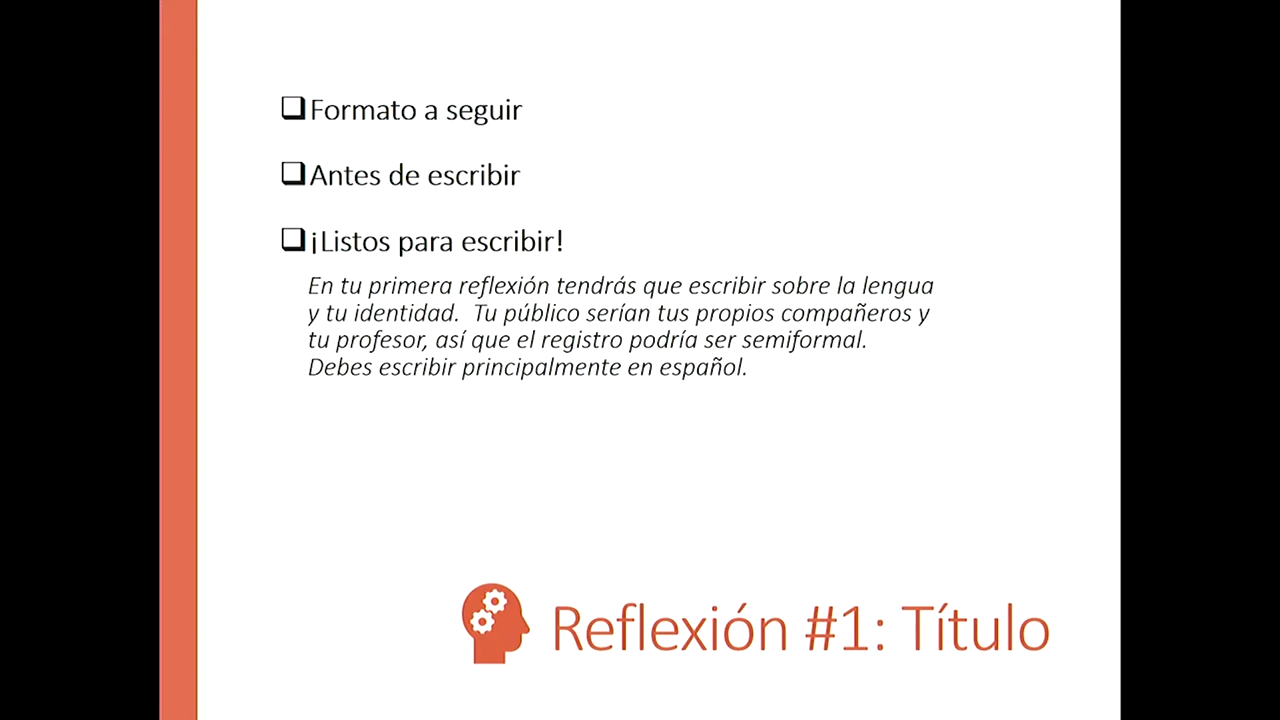 Formato a seguir
Antes de escribir
¡Listos para escribir!
En tu primera reflexión tendrás que escribir sobre la lengua
y tu identidad.  Tu público serían tus propios compañeros y
tu profesor, así que el registro podría ser semiformal.
Debes escribir principalmente en español.
Reflexión #1: Título